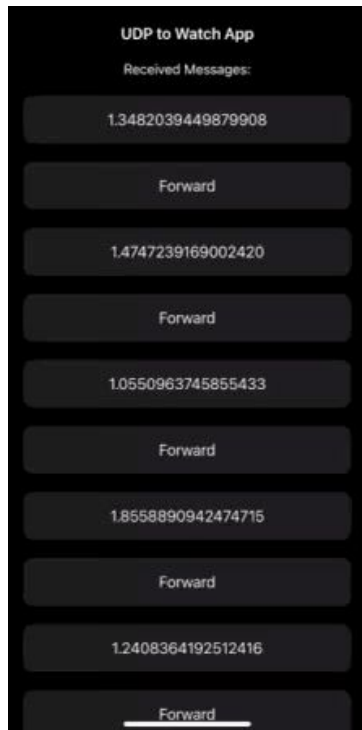 UDP to Watch App
Received Messages:
1.3482039449879908
Forward
1.4747239169002420
Forward
1.0550963745855433
Forward
1.8558890942474715
Forward
1.2408364192512416
Forward